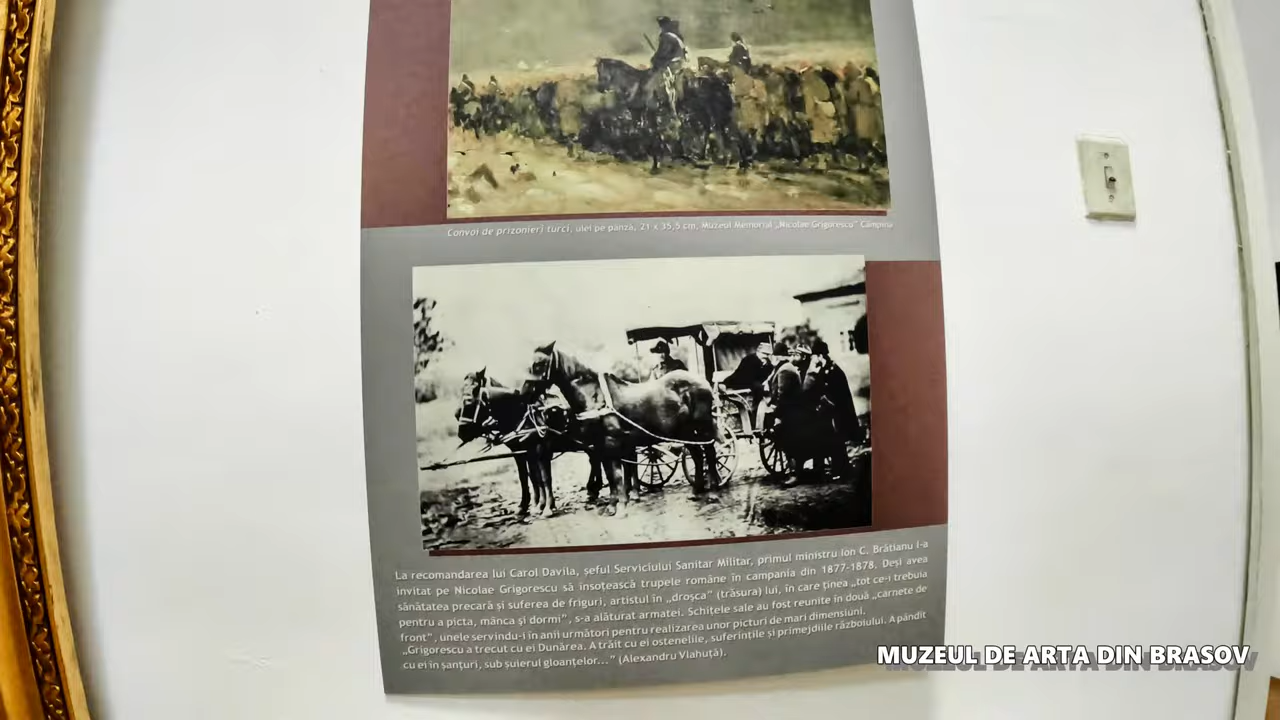 Convoi de prizonieri turci, ulei pe pânză, 21 x 35,5 cm, Muzeul Memorial „Nicolae Grigorescu” Câmpina
La recomandarea lui Carol Davila, șeful Serviciului Sanitar Militar, primul ministru Ion C. Brătianu l-a
invitat pe Nicolae Grigorescu să însoțească trupele române în campania din 1877-1878. Deși avea
sănătatea precară și suferea de friguri, artistul în „droșca” (trăsura) lui, în care ținea „tot ce-i trebuia
pentru a picta, mânca și dormi”, s-a alăturat armatei. Schițele sale au fost reunite în două „carnete de
front”, unele servindu-i în anii următori pentru realizarea unor picturi de mari dimensiuni.
„Grigorescu a trecut cu ei Dunărea. A trăit cu ei ostenelile, suferințile și primejdiile războiului. A pândit
cu ei în șanțuri, sub șuierul gloanțelor...” (Alexandru Vlahuță).
MUZEUL DE ARTA DIN BRASOV